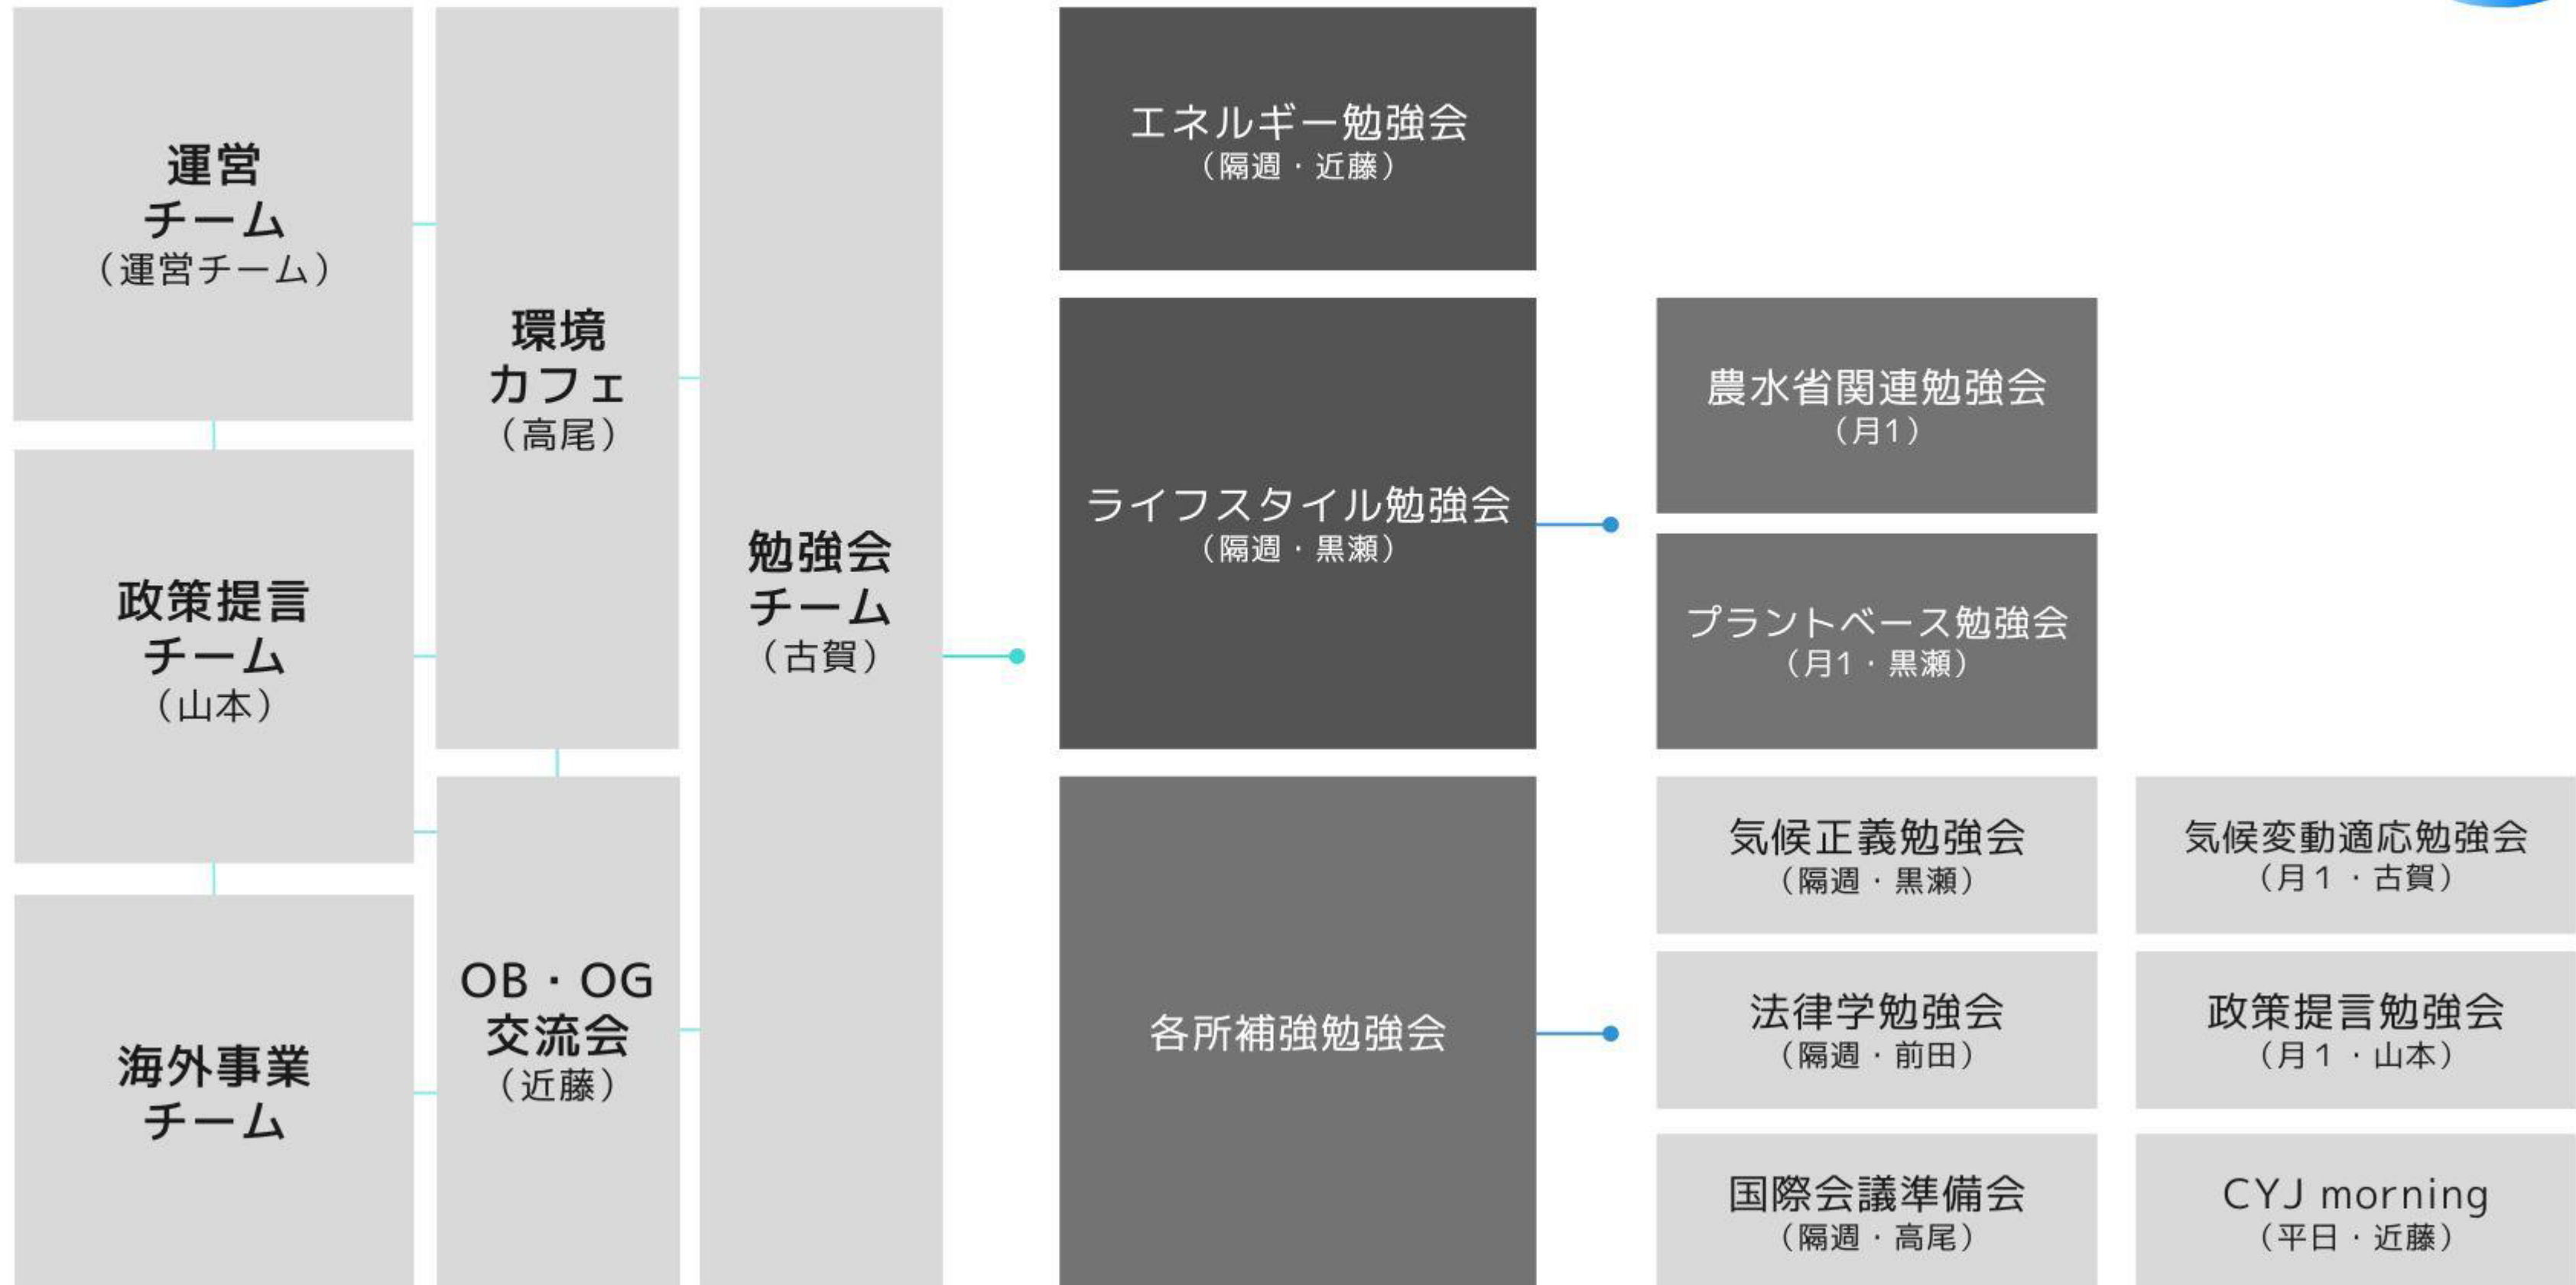 運営
チーム
（運営チーム）
政策提言
チーム
（山本）
海外事業
チーム
環境
カフェ
（高尾）
OB・OG
交流会
（近藤）
勉強会
チーム
（古賀）
エネルギー勉強会
（隔週・近藤）
ライフスタイル勉強会
（隔週・黒瀬）
各所補強勉強会
農水省関連勉強会
（月1）
プラントベース勉強会
（月1・黒瀬）
気候正義勉強会
（隔週・黒瀬）
気候変動適応勉強会
（月１・古賀）
法律学勉強会
（隔週・前田）
政策提言勉強会
（月１・山本）
国際会議準備会
（隔週・高尾）
CYJ morning
（平日・近藤）